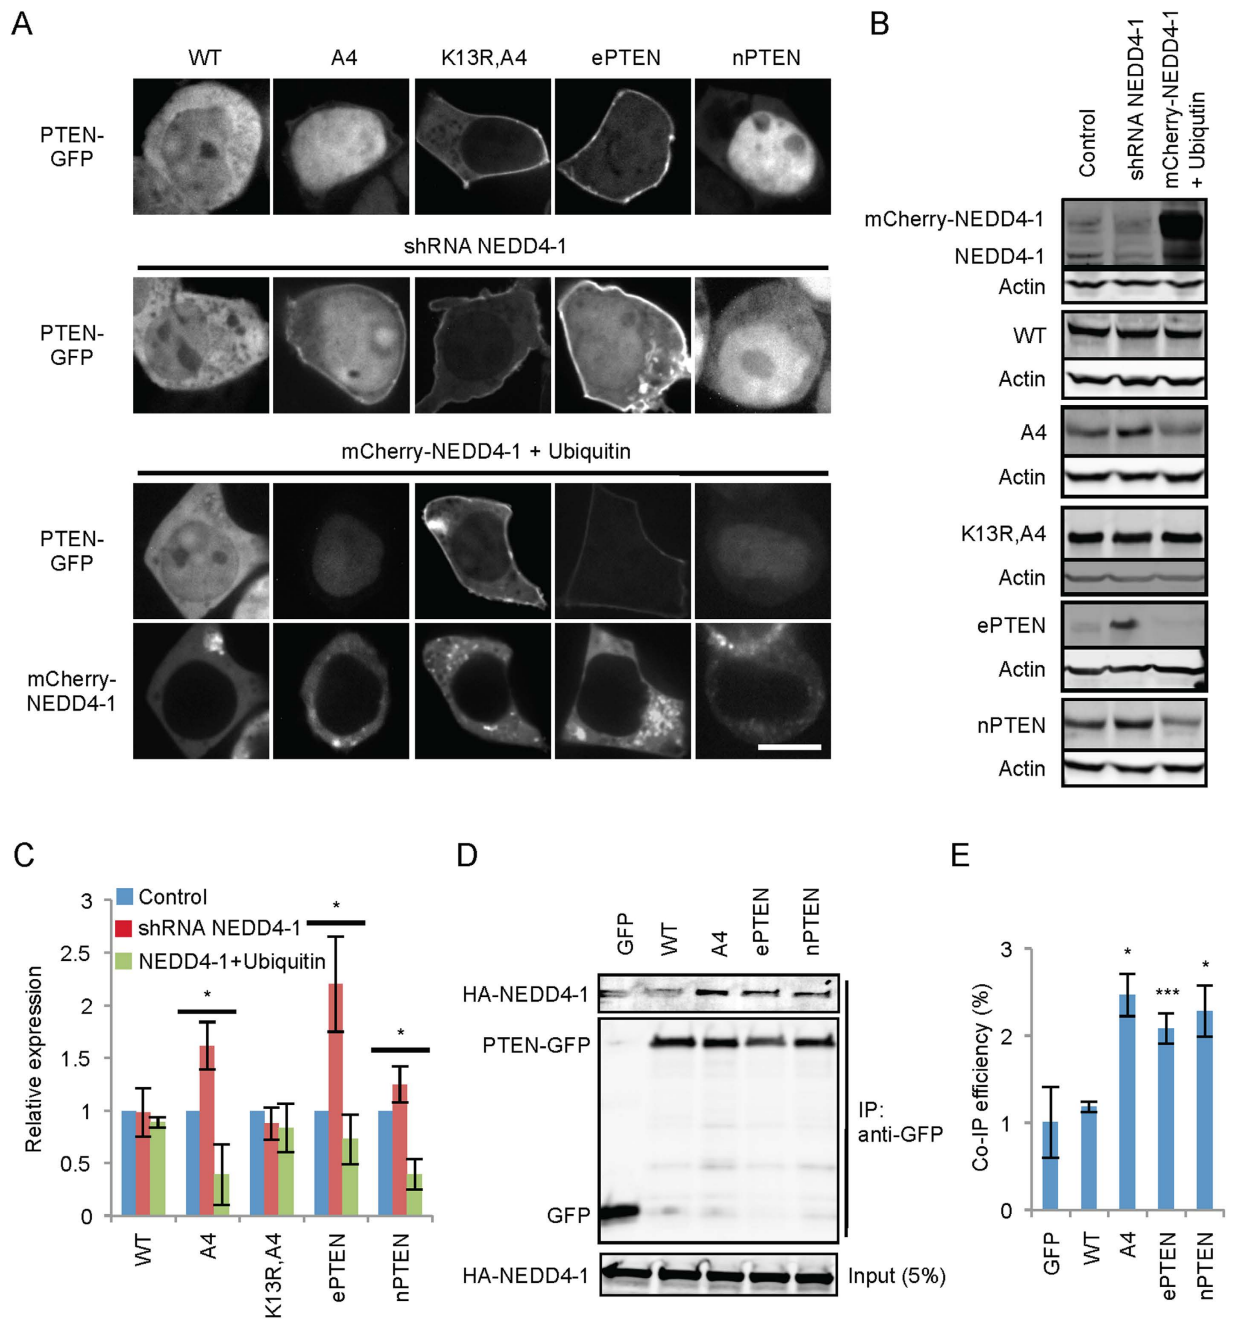 A
WT A4 K13R,A4 ePTEN nPTEN
PTEN-
GFP
shRNA NEDD4-1
PTEN-
GFP
mCherry-NEDD4-1 + Ubiquitin
PTEN-
GFP
mCherry-
NEDD4-1
B
Control
shRNA NEDD4-1
mCherry-NEDD4-1
+ Ubiqutin
mCherry-NEDD4-1
NEDD4-1
Actin
WT
Actin
A4
Actin
K13R,A4
Actin
ePTEN
Actin
nPTEN
Actin
C
Relative expression
3
2.5
2
1.5
1
0.5
0
Control
shRNA NEDD4-1
NEDD4-1+Ubiquitin
*
*
*
WT
A4
K13R,A4
ePTEN
nPTEN
D
GFP
WT
A4
ePTEN
nPTEN
HA-NEDD4-1
PTEN-GFP
GFP
IP:
anti-GFP
HA-NEDD4-1
Input (5%)
E
Co-IP efficiency (%)
3
2
1
0
*
***
*
GFP
WT
A4
ePTEN
nPTEN